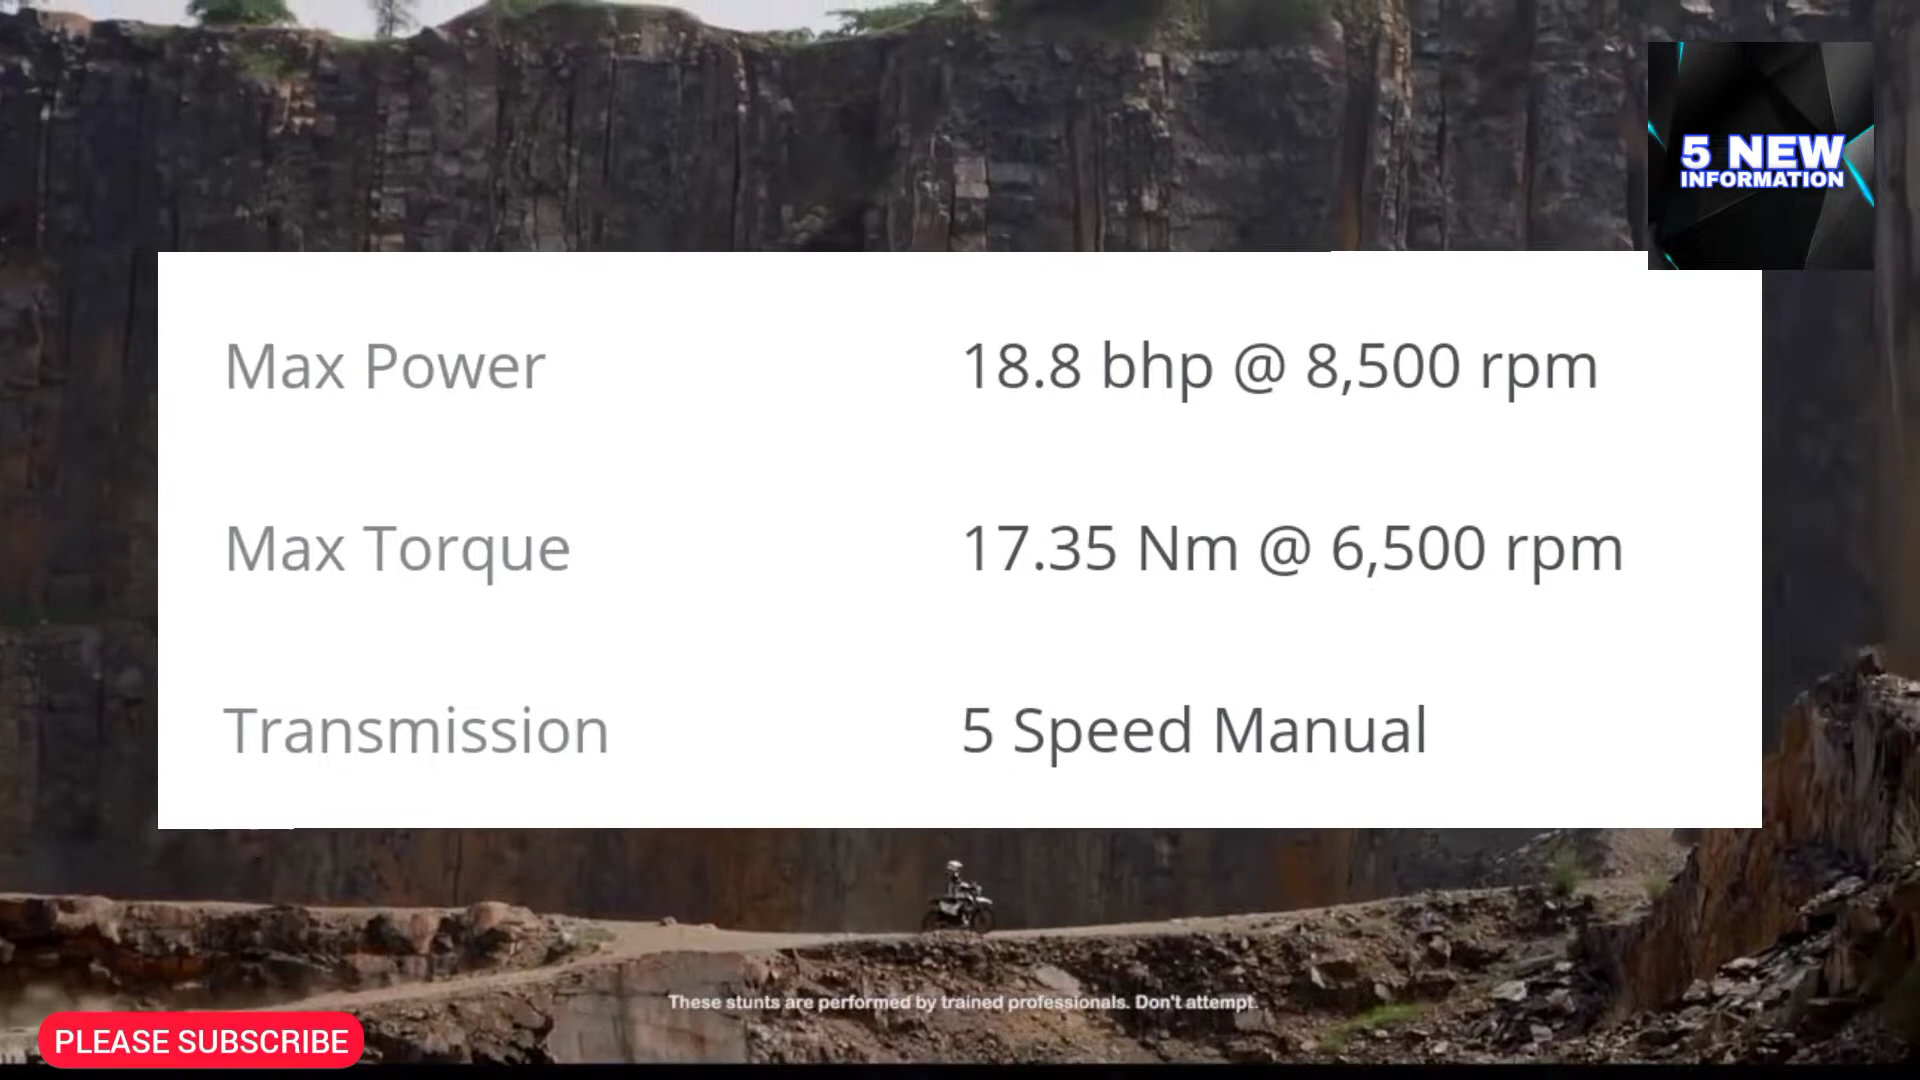 5 NEW
INFORMATION
Max Power 18.8 bhp @ 8,500 rpm
Max Torque 17.35 Nm @ 6,500 rpm
Transmission 5 Speed Manual
These stunts are performed by trained professionals. Don't attempt.
PLEASE SUBSCRIBE